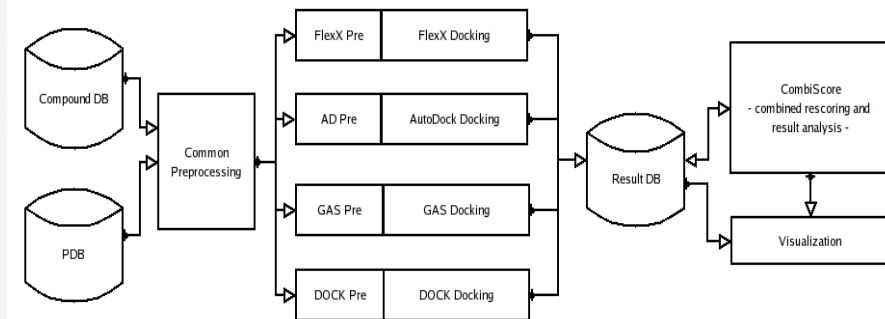 FlexX Pre
FlexX Docking
Compound DB
AD Pre
AutoDock Docking
CombiScore
- combined rescoring and
result analysis -
Common
Preprocessing
Result DB
GAS Pre
GAS Docking
PDB
Visualization
DOCK Pre
DOCK Docking